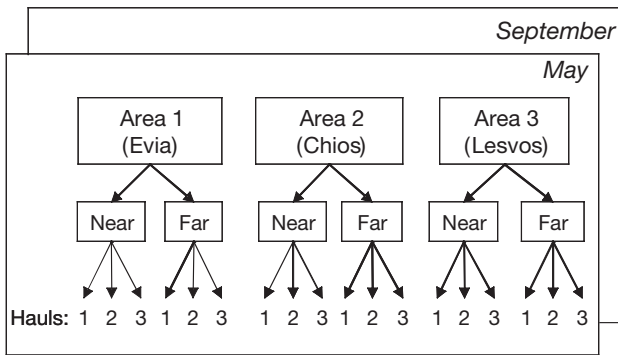 September
May
Area 1 Area 2 Area 3
(Evia) (Chios) (Lesvos)
Near Far Near Far Near Far
Hauls: 1 2 3 1 2 3 1 2 3 1 2 3 1 2 3 1 2 3